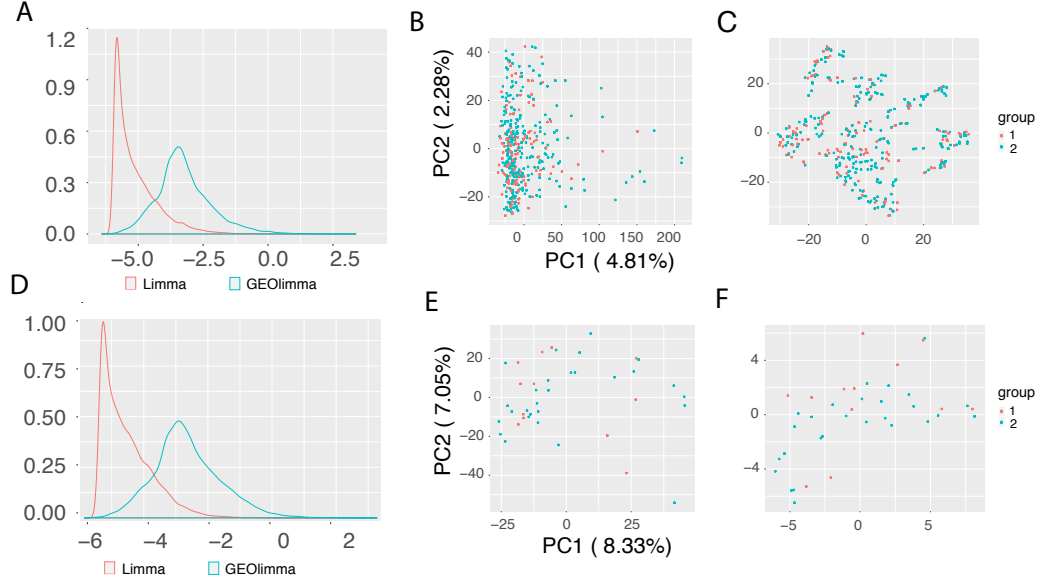 A
1.2
0.9
0.6
0.3
0.0
−5.0 −2.5 0.0 2.5
Limma GEOlimma
B
PC2 ( 2.28%)
40
20
0
−20
0 50 100 150 200
PC1 ( 4.81%)
C
20
0
−20
−20 0 20
group
1
2
D
1.00
0.75
0.50
0.25
0.00
−6 −4 −2 0 2
Limma GEOlimma
E
PC2 ( 7.05%)
20
0
−20
−40
−25 0 25
PC1 ( 8.33%)
F
4
0
−4
−5 0 5
group
1
2